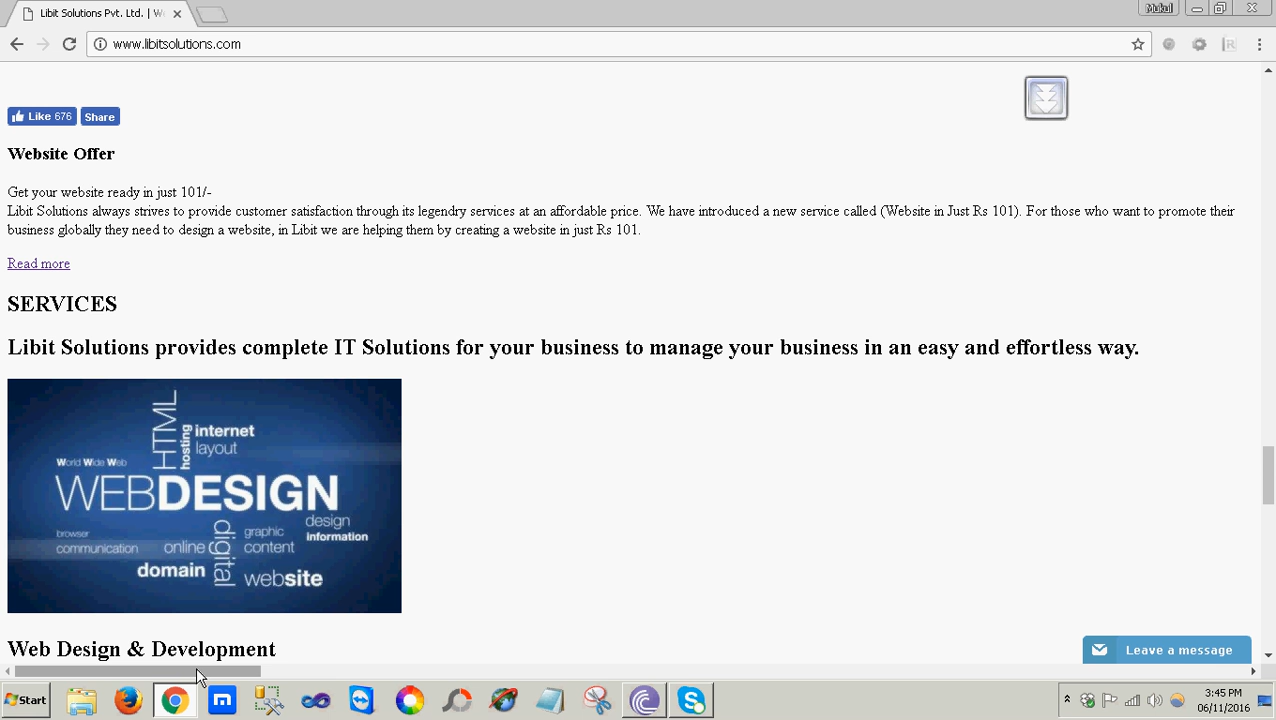 Libit Solutions Pvt. Ltd. | W
Mukul
www.libitsolutions.com
Like 676 Share
Website Offer
Get your website ready in just 101/-
Libit Solutions always strives to provide customer satisfaction through its legendry services at an affordable price. We have introduced a new service called (Website in Just Rs 101). For those who want to promote their
business globally they need to design a website, in Libit we are helping them by creating a website in just Rs 101.
Read more
SERVICES
Libit Solutions provides complete IT Solutions for your business to manage your business in an easy and effortless way.
HTML
hosting
internet
layout
World Wide Web
WEBDESIGN
browser
communication
online
digital
graphic
content
design
information
domain
website
Web Design & Development
Leave a message
Start
3:45 PM
06/11/2016